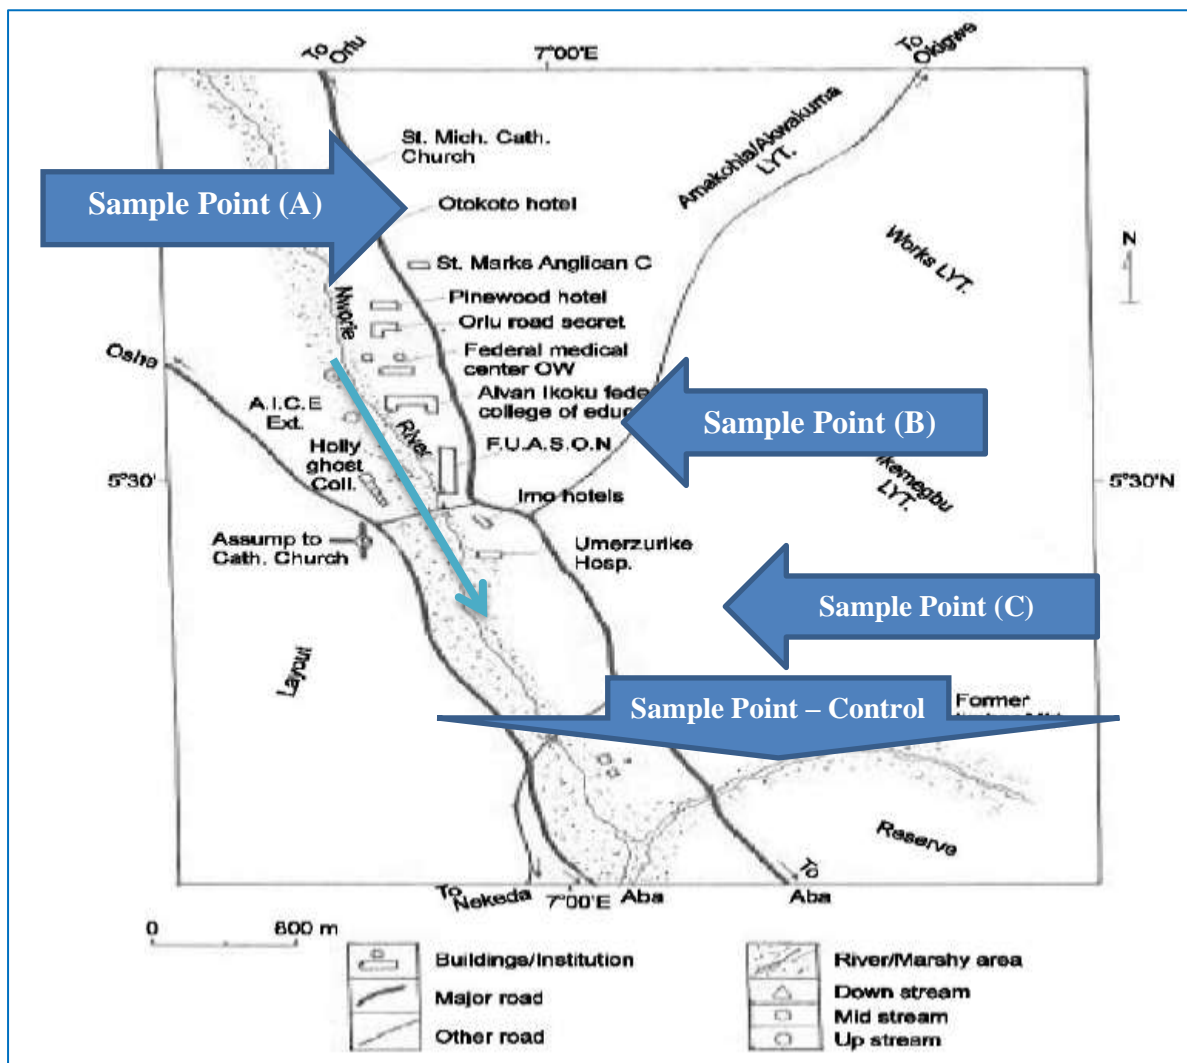 To
Orlu
7°00'E
To
Okigwe
St. Mich. Cath.
Church
Amakohia/Akwakuma
LYT.
Sample Point (A)
Otokoto hotel
Works LYT.
N
St. Marks Anglican C
Pinewood hotel
Nworie
Orlu road secret
Osha
Federal medical
center OW
Alvan Ikoku fede
college of educ
A.I.C.E
Ext.
River
Sample Point (B)
F.U.A.S.O.N
Holly
ghost
Coll.
5°30'
Imo hotels
LYT.
5°30'N
Assump to
Cath. Church
Umerzurike
Hosp.
Sample Point (C)
Layout
Sample Point – Control
Former
Reserve
To
Nekeda
7°00'E
Aba
To
Aba
0
800 m
Buildings/Institution
Major road
Other road
River/Marshy area
Down stream
Mid stream
Up stream